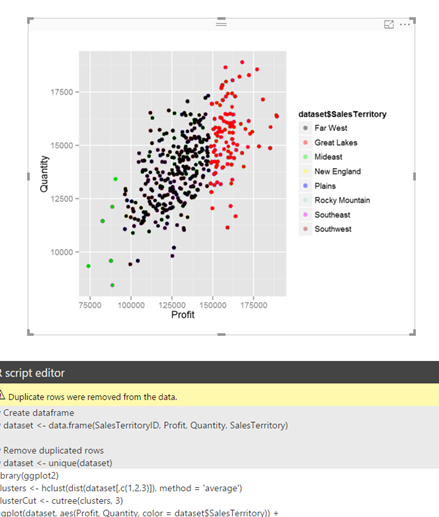 17500
15000
12500
10000
Quantity
75000 100000 125000 150000 175000
Profit
dataset$SalesTerritory
Far West
Great Lakes
Mideast
New England
Plains
Rocky Mountain
Southeast
Southwest
script editor
Duplicate rows were removed from the data.
Create dataframe
dataset <- data.frame(SalesTerritoryID, Profit, Quantity, SalesTerritory)
Remove duplicated rows
dataset <- unique(dataset)
brary(ggplot2)
lusters <- hclust(dist(dataset[,c(1,2,3)]), method = 'average')
lusterCut <- cutree(clusters, 3)
gplot(dataset, aes(Profit, Quantity, color = dataset$SalesTerritory)) +